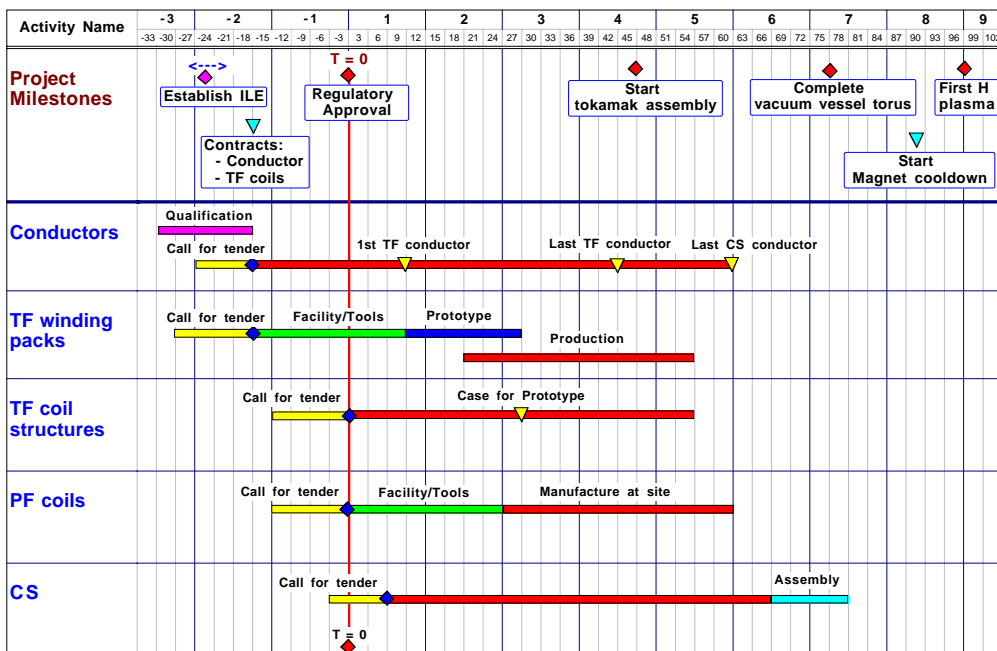 Activity Name -3 -2 -1 1 2 3 4 5 6 7 8 9
-33 -30 -27 -24 -18 -15 -12 -9 -6 -3 3 6 9 12 15 18 21 24 27 30 33 36 39 42 45 48 51 54 57 60 63 66 69 72 75 78 81 84 87 90 93 96 99 102
<--->
T = 0
Project
Milestones
Establish ILE
Regulatory
Approval
Start
tokamak assembly
Complete
vacuum vessel torus
First H
plasma
Contracts:
- Conductor
- TF coils
Start
Magnet cooldown
Conductors
Qualification
Call for tender
1st TF conductor
Last TF conductor
Last CS conductor
TF winding
packs
Call for tender
Facility/Tools
Prototype
Production
TF coil
structures
Call for tender
Case for Prototype
PF coils
Call for tender
Facility/Tools
Manufacture at site
CS
Call for tender
Assembly
T = 0